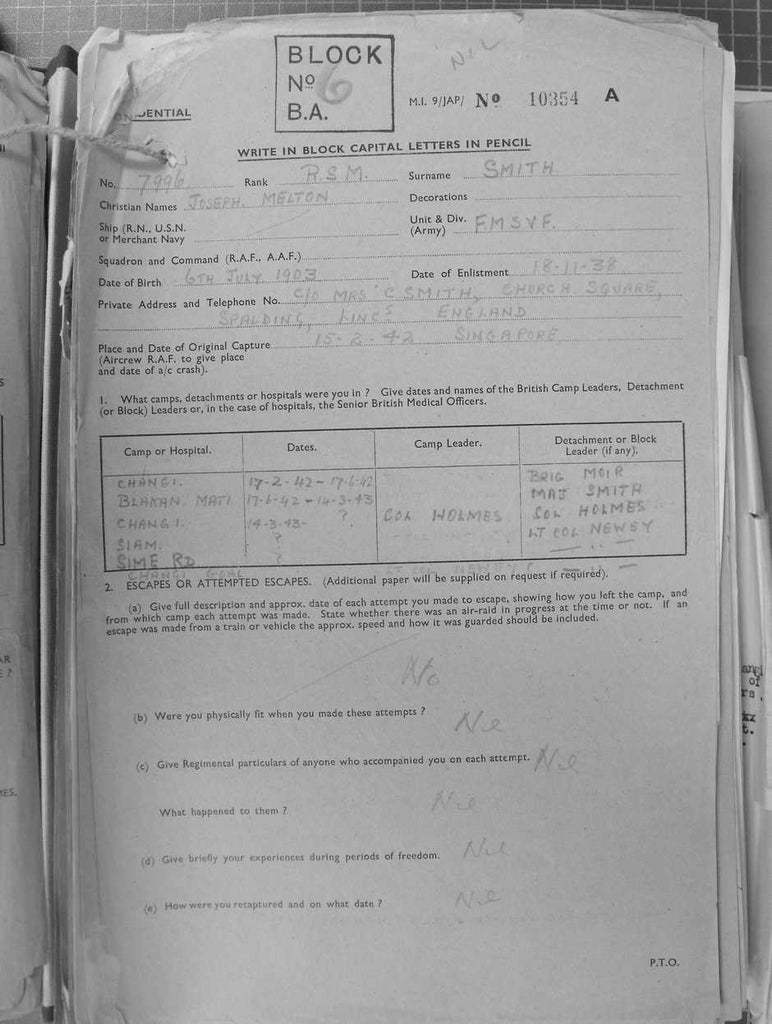 BLOCK
Nº 6
B.A.
NIL
M.I. 9/JAP/ Nº 10354 A
DENTIAL
WRITE IN BLOCK CAPITAL LETTERS IN PENCIL
No. 7996 Rank R.S.M. Surname SMITH
Christian Names JOSEPH. MELTON Decorations
Ship (R.N., U.S.N. or Merchant Navy
Unit & Div. (Army) F M S V F.
Squadron and Command (R.A.F., A.A.F.)
Date of Birth 6TH JULY 1903 Date of Enlistment 18-11-38
Private Address and Telephone No. C/O MRS C SMITH, CHURCH SQUARE,
SPALDING, LINCS ENGLAND
Place and Date of Original Capture 15-2-42 SINGAPORE
(Aircrew R.A.F. to give place
and date of a/c crash).
1. What camps, detachments or hospitals were you in ? Give dates and names of the British Camp Leaders, Detachment
(or Block) Leaders or, in the case of hospitals, the Senior British Medical Officers.
Camp or Hospital. Dates. Camp Leader. Detachment or Block Leader (if any).
CHANGI. 17-2-42 - 17-6-42 BRIG MOIR
BLAKAN. MATI 17-6-42 - 14-3-43 MAJ SMITH
CHANGI. 14-3-43- ?. COL HOLMES COL HOLMES
SIAM. ? LT COL NEWEY
SIME RD ?
CHANGI GOAL
2. ESCAPES OR ATTEMPTED ESCAPES. (Additional paper will be supplied on request if required).
(a) Give full description and approx. date of each attempt you made to escape, showing how you left the camp, and
from which camp each attempt was made. State whether there was an air-raid in progress at the time or not. If an
escape was made from a train or vehicle the approx. speed and how it was guarded should be included.
No
(b) Were you physically fit when you made these attempts ? Nil
(c) Give Regimental particulars of anyone who accompanied you on each attempt. Nil
What happened to them ? Nil
(d) Give briefly your experiences during periods of freedom. Nil
(e) How were you recaptured and on what date ? Nil
P.T.O.